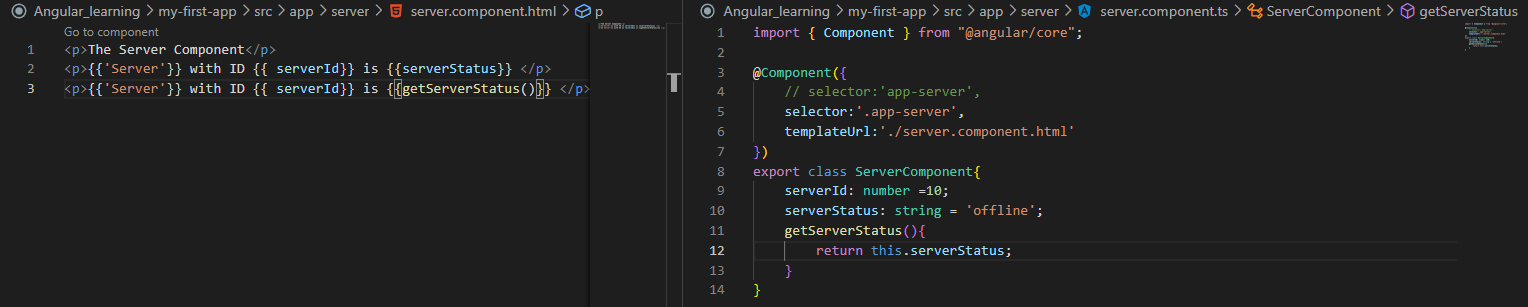 Angular_learning > my-first-app > src > app > server > server.component.html > p
Go to component
1 <p>The Server Component</p>
2 <p>{{'Server'}} with ID {{ serverId}} is {{serverStatus}} </p>
3 <p>{{'Server'}} with ID {{ serverId}} is {{getServerStatus()}} </p>
Angular_learning > my-first-app > src > app > server > server.component.ts > ServerComponent > getServerStatus
1 import { Component } from "@angular/core";
2
3 @Component({
4     // selector:'app-server',
5     selector:'.app-server',
6     templateUrl:'./server.component.html'
7 })
8 export class ServerComponent{
9     serverId: number =10;
10     serverStatus: string = 'offline';
11     getServerStatus(){
12         return this.serverStatus;
13     }
14 }